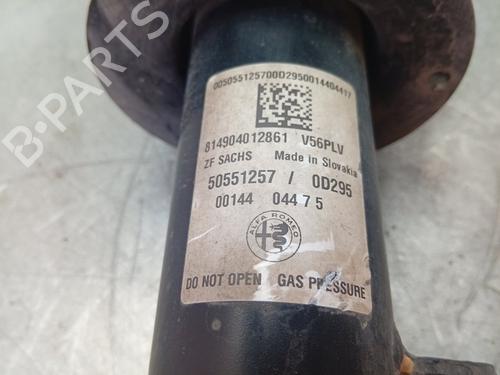 00505512570OD2950014404417
814904012861 V56PLV
ZF SACHS Made in Slovakia
50551257 / 0D295
00144 04475
ALFA ROMEO
DO NOT OPEN GAS PRESSURE
B-PARTS